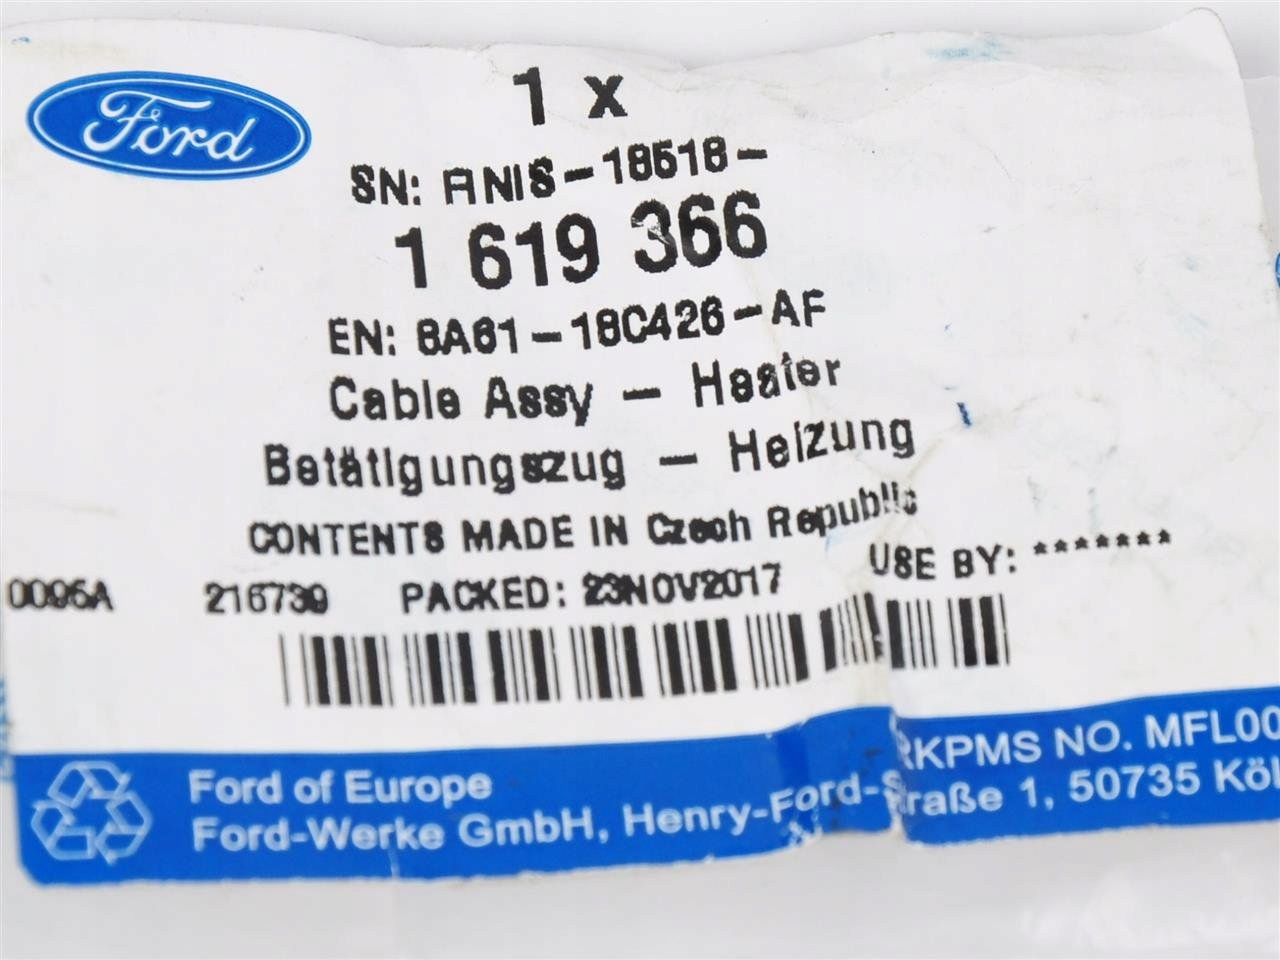 Ford
1 x
SN: FINIS-18518-
1 619 366
EN: 8A61-18C426-AF
Cable Assy - Heater
Betätigungszug - Heizung
CONTENTS MADE IN Czech Republic
0095A 216739 PACKED: 23NOV2017 USE BY: *******
RKPMS NO. MFL00
Ford of Europe
Ford-Werke GmbH, Henry-Ford-Straße 1, 50735 Köl